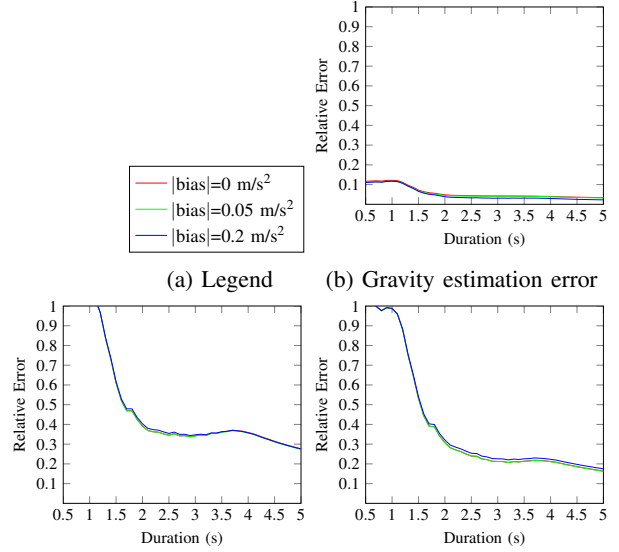 1
0.9
0.8
0.7
0.6
0.5
0.4
0.3
0.2
0.1
Relative Error
0.5 1 1.5 2 2.5 3 3.5 4 4.5 5
Duration (s)
|bias|=0 m/s²
|bias|=0.05 m/s²
|bias|=0.2 m/s²
(a) Legend
(b) Gravity estimation error
1
0.9
0.8
0.7
0.6
0.5
0.4
0.3
0.2
0.1
Relative Error
0.5 1 1.5 2 2.5 3 3.5 4 4.5 5
Duration (s)
1
0.9
0.8
0.7
0.6
0.5
0.4
0.3
0.2
0.1
Relative Error
0.5 1 1.5 2 2.5 3 3.5 4 4.5 5
Duration (s)